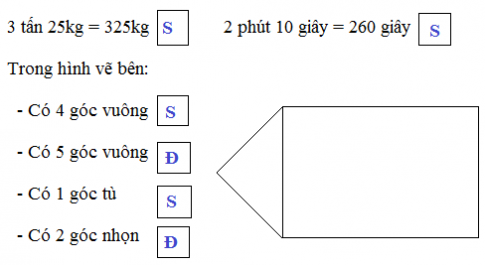 3 tấn 25kg = 325kg S 2 phút 10 giây = 260 giây S
Trong hình vẽ bên:
- Có 4 góc vuông S
- Có 5 góc vuông Đ
- Có 1 góc tù S
- Có 2 góc nhọn Đ